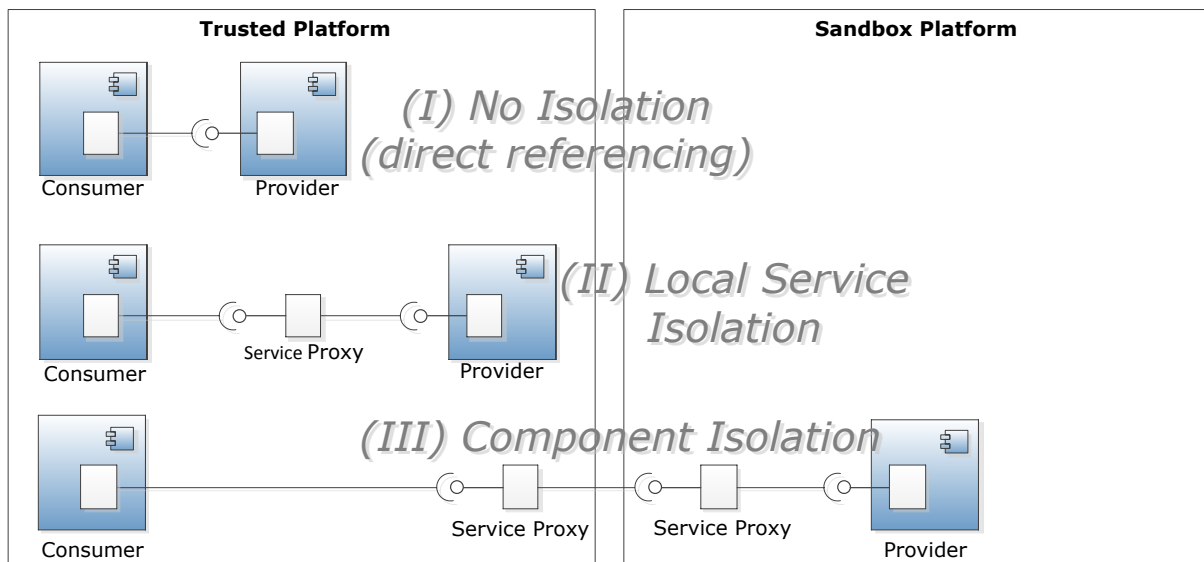 Trusted Platform
Sandbox Platform
(I) No Isolation
(direct referencing)
Consumer
Provider
(II) Local Service
Isolation
Service Proxy
Consumer
Provider
(III) Component Isolation
Service Proxy
Service Proxy
Consumer
Provider